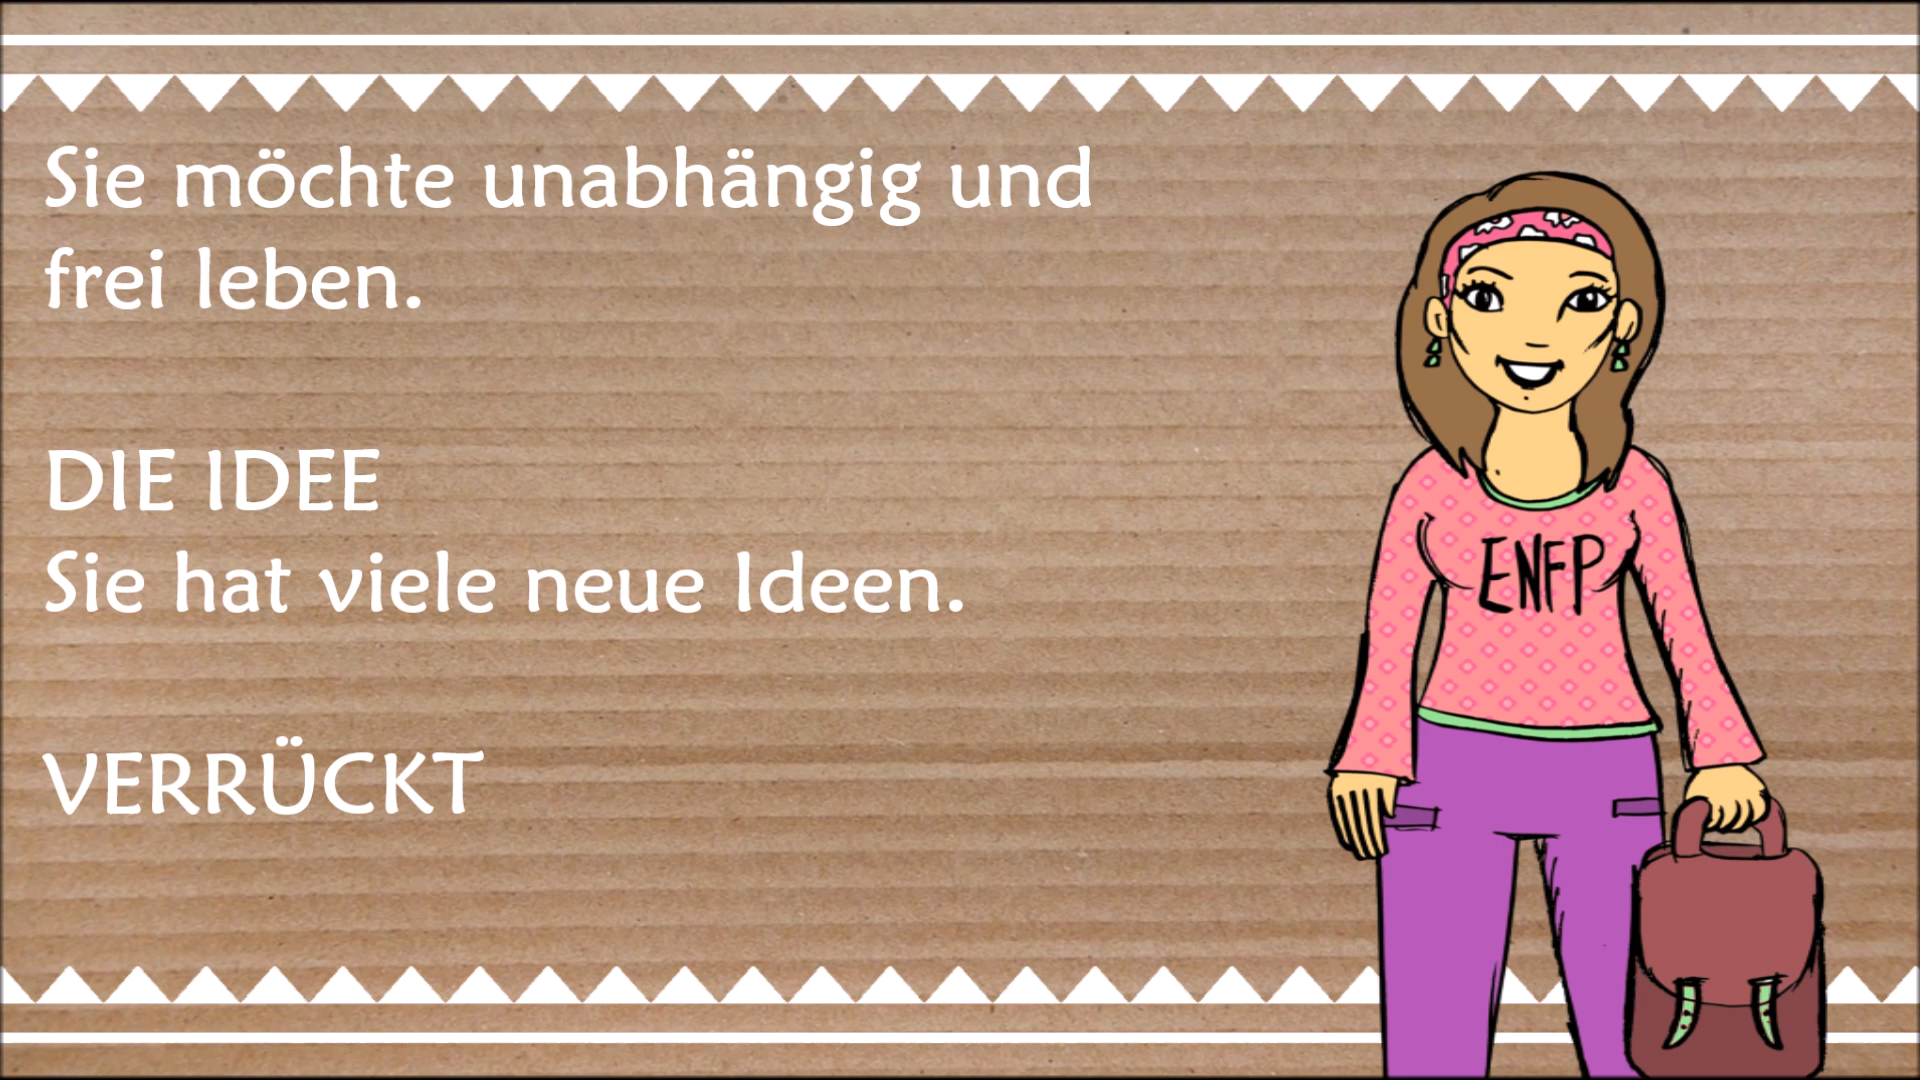 Sie möchte unabhängig und
frei leben.
DIE IDEE
Sie hat viele neue Ideen.
VERRÜCKT
ENFP